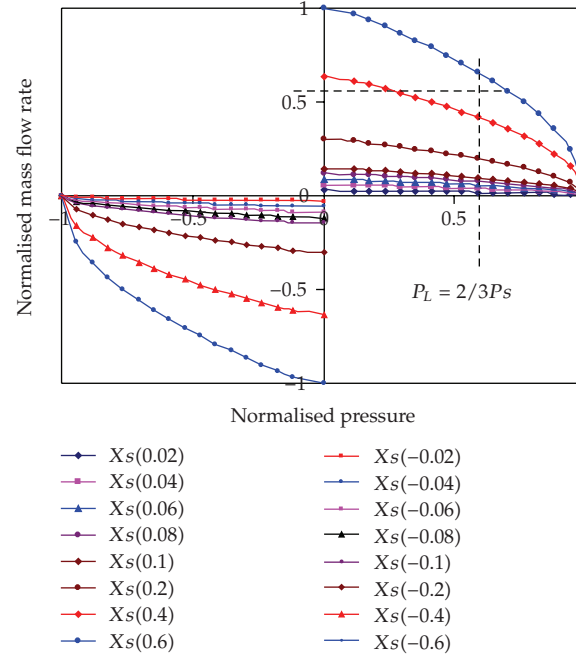 1
0.5
0
−0.5
−1
−1
−0.5
0
0.5
Normalised mass flow rate
P_L = 2/3Ps
Normalised pressure
Xs(0.02)
Xs(0.04)
Xs(0.06)
Xs(0.08)
Xs(0.1)
Xs(0.2)
Xs(0.4)
Xs(0.6)
Xs(−0.02)
Xs(−0.04)
Xs(−0.06)
Xs(−0.08)
Xs(−0.1)
Xs(−0.2)
Xs(−0.4)
Xs(−0.6)